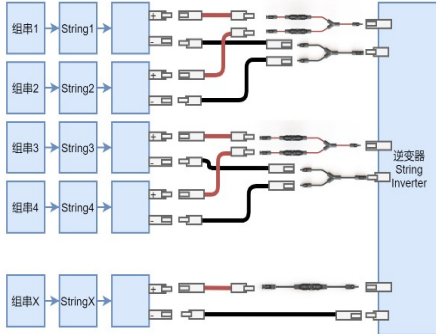 组串1
String1
+
-
组串2
String2
+
-
组串3
String3
+
-
组串4
String4
+
-
逆变器
String
Inverter
组串X
StringX
+
-